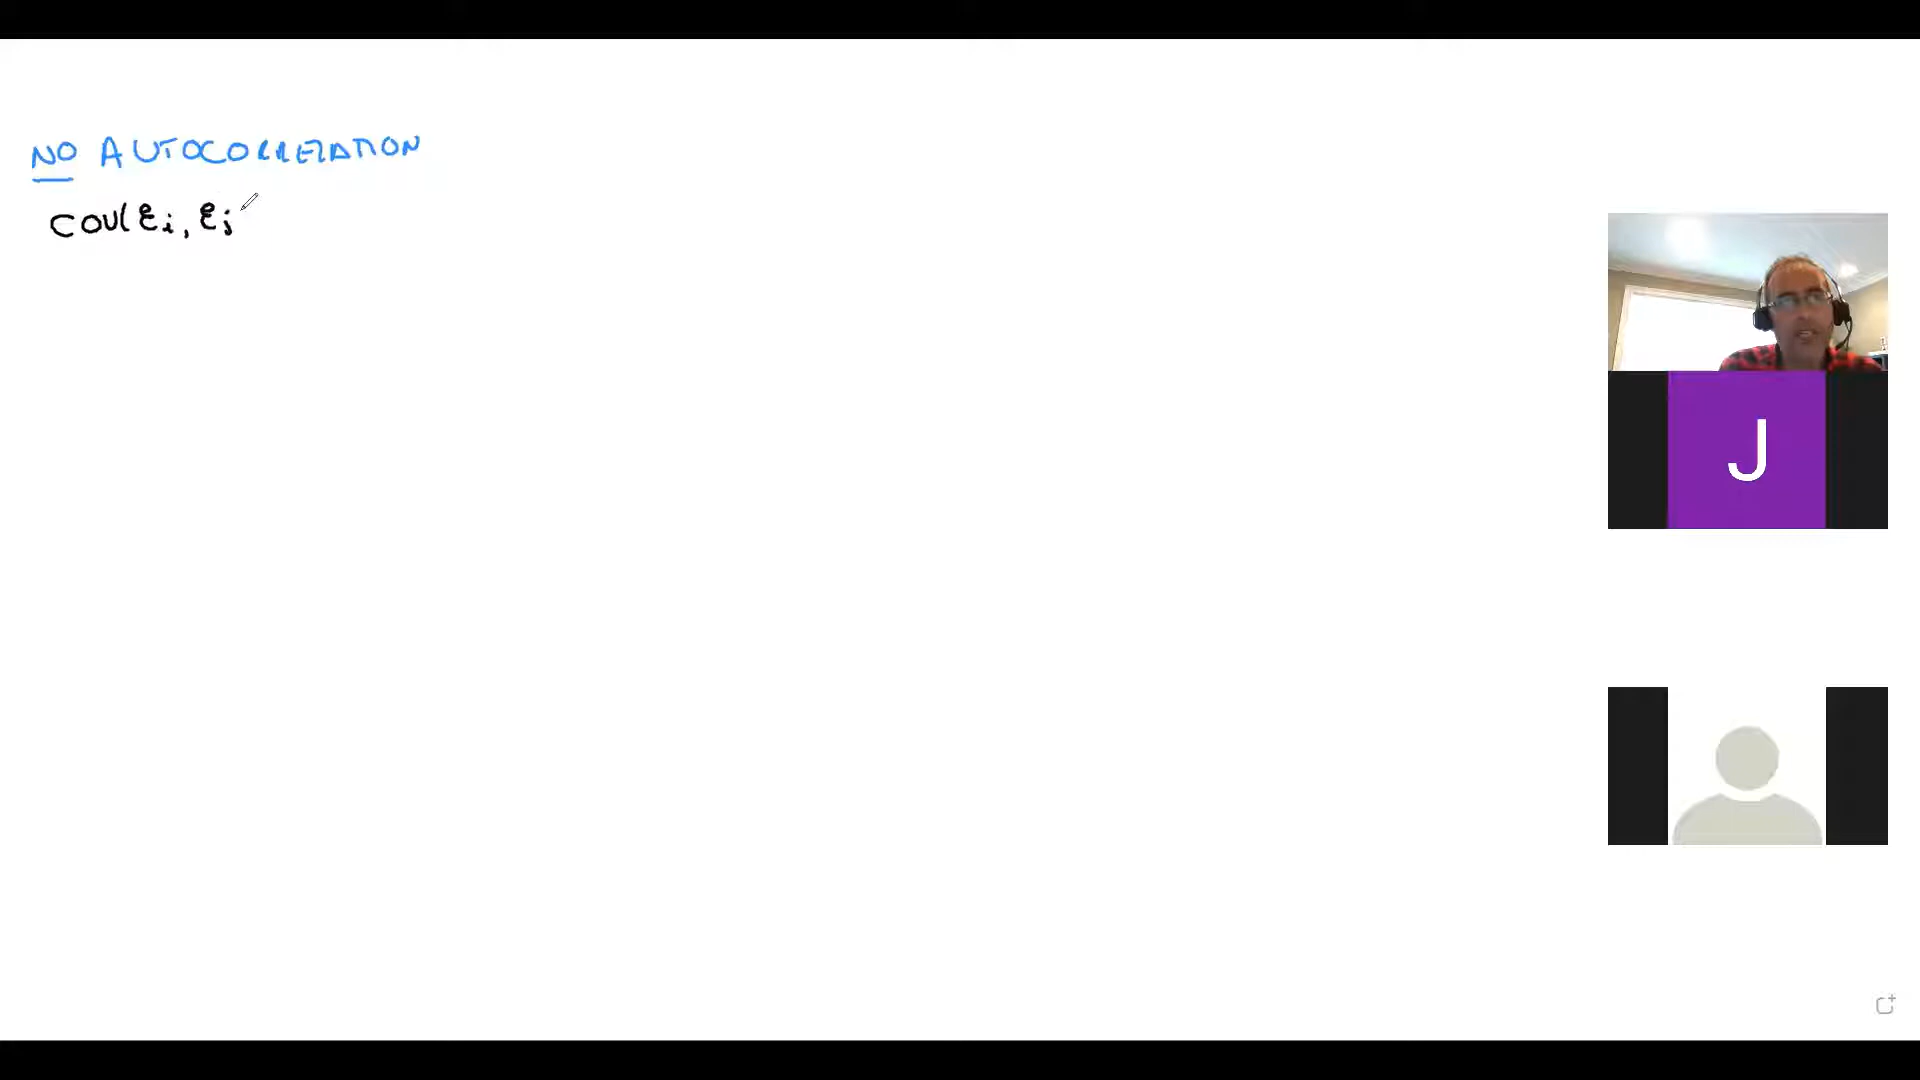 NO AUTOCORRELATION
COV(εi, εj
J